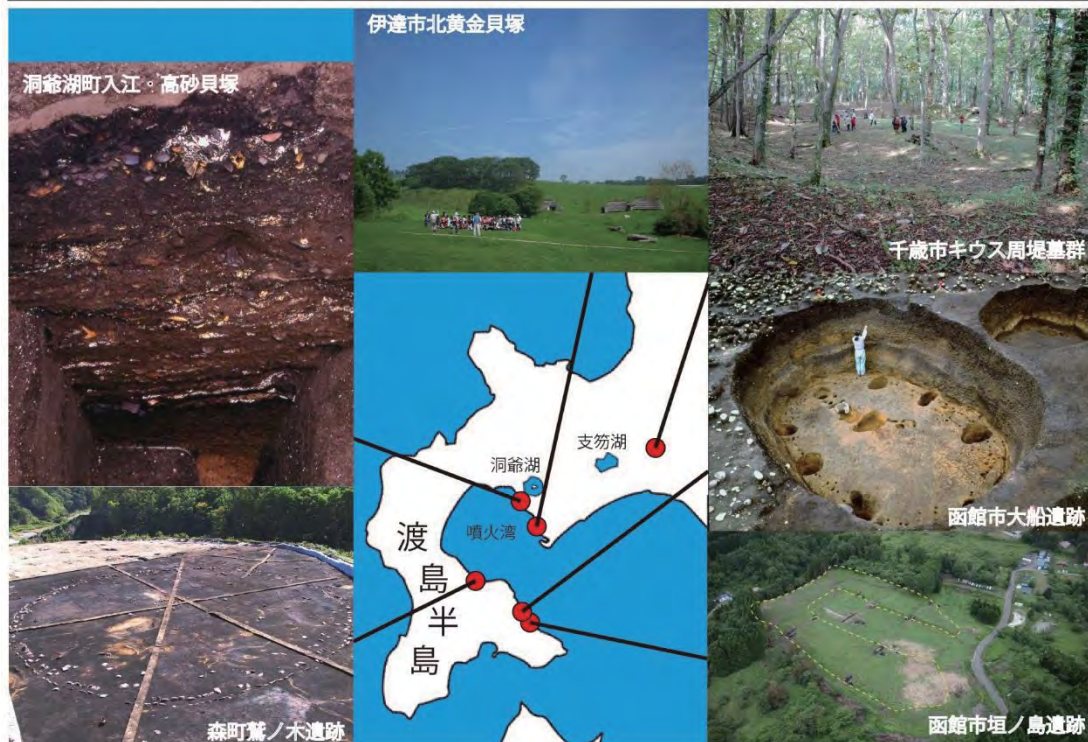 洞爺湖町入江・高砂貝塚
伊達市北黄金貝塚
千歳市キウス周堤墓群
支笏湖
洞爺湖
噴火湾
渡島半島
函館市大船遺跡
森町鷲ノ木遺跡
函館市垣ノ島遺跡